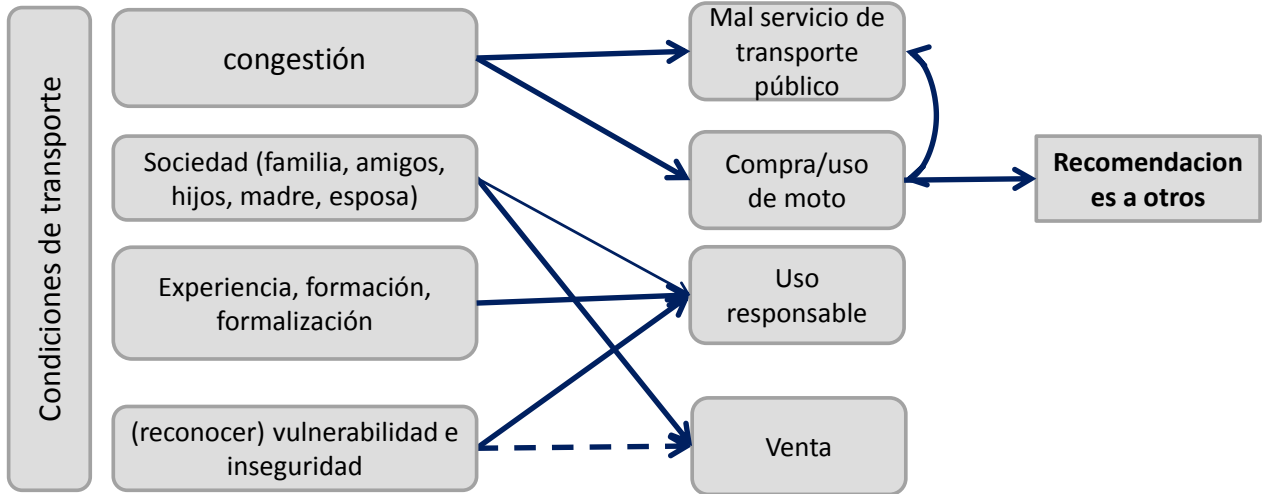 Condiciones de transporte
congestión
Sociedad (familia, amigos,
hijos, madre, esposa)
Experiencia, formación,
formalización
(reconocer) vulnerabilidad e
inseguridad
Mal servicio de
transporte
público
Compra/uso
de moto
Uso
responsable
Venta
Recomendacion
es a otros